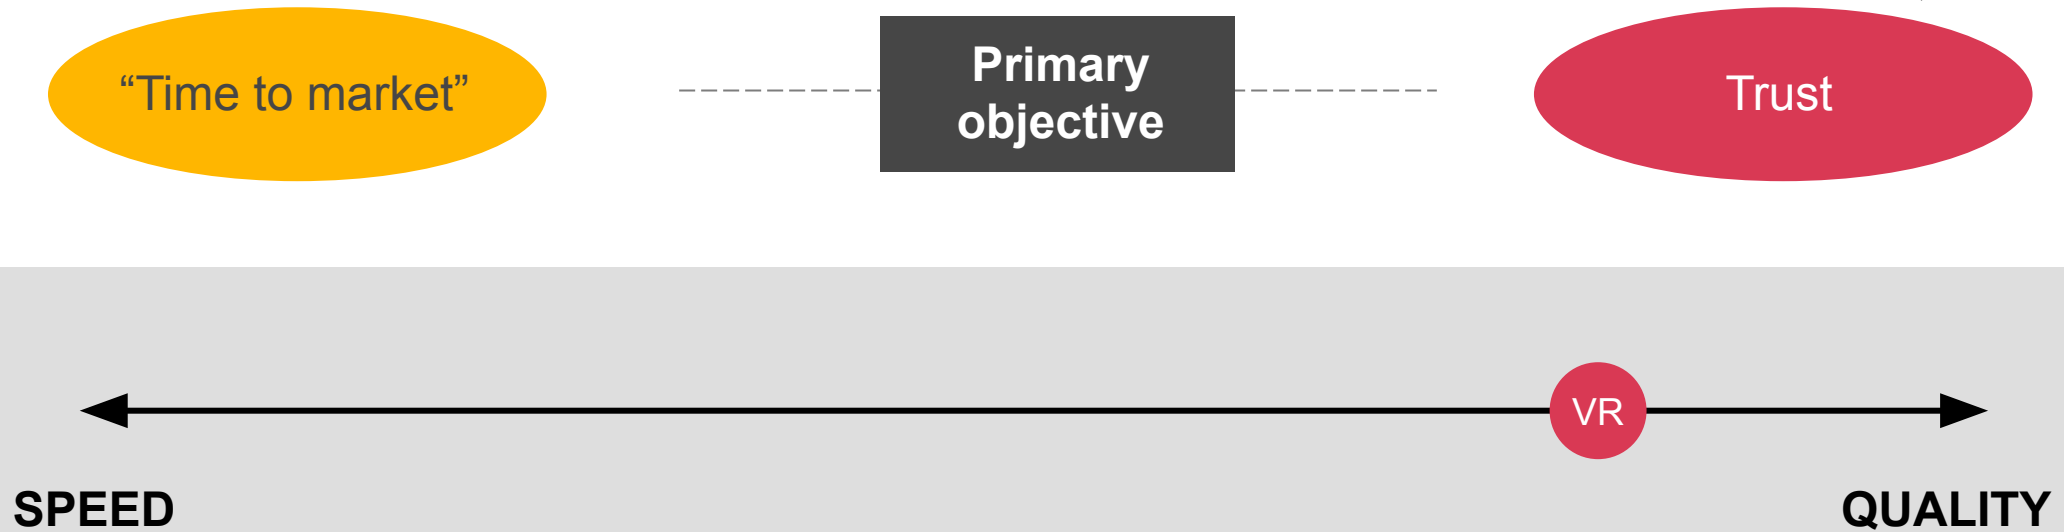 “Time to market”
Primary
objective
Trust
VR
SPEED
QUALITY